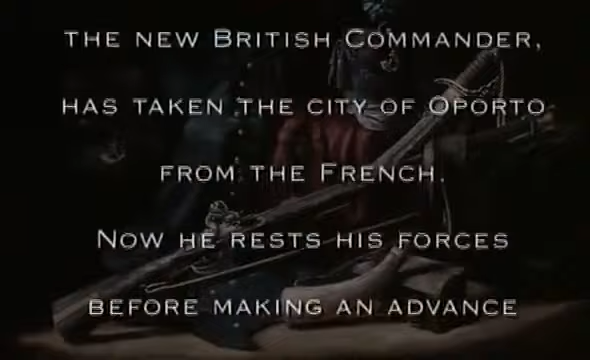 THE NEW BRITISH COMMANDER,
HAS TAKEN THE CITY OF OPORTO
FROM THE FRENCH.
NOW HE RESTS HIS FORCES
BEFORE MAKING AN ADVANCE